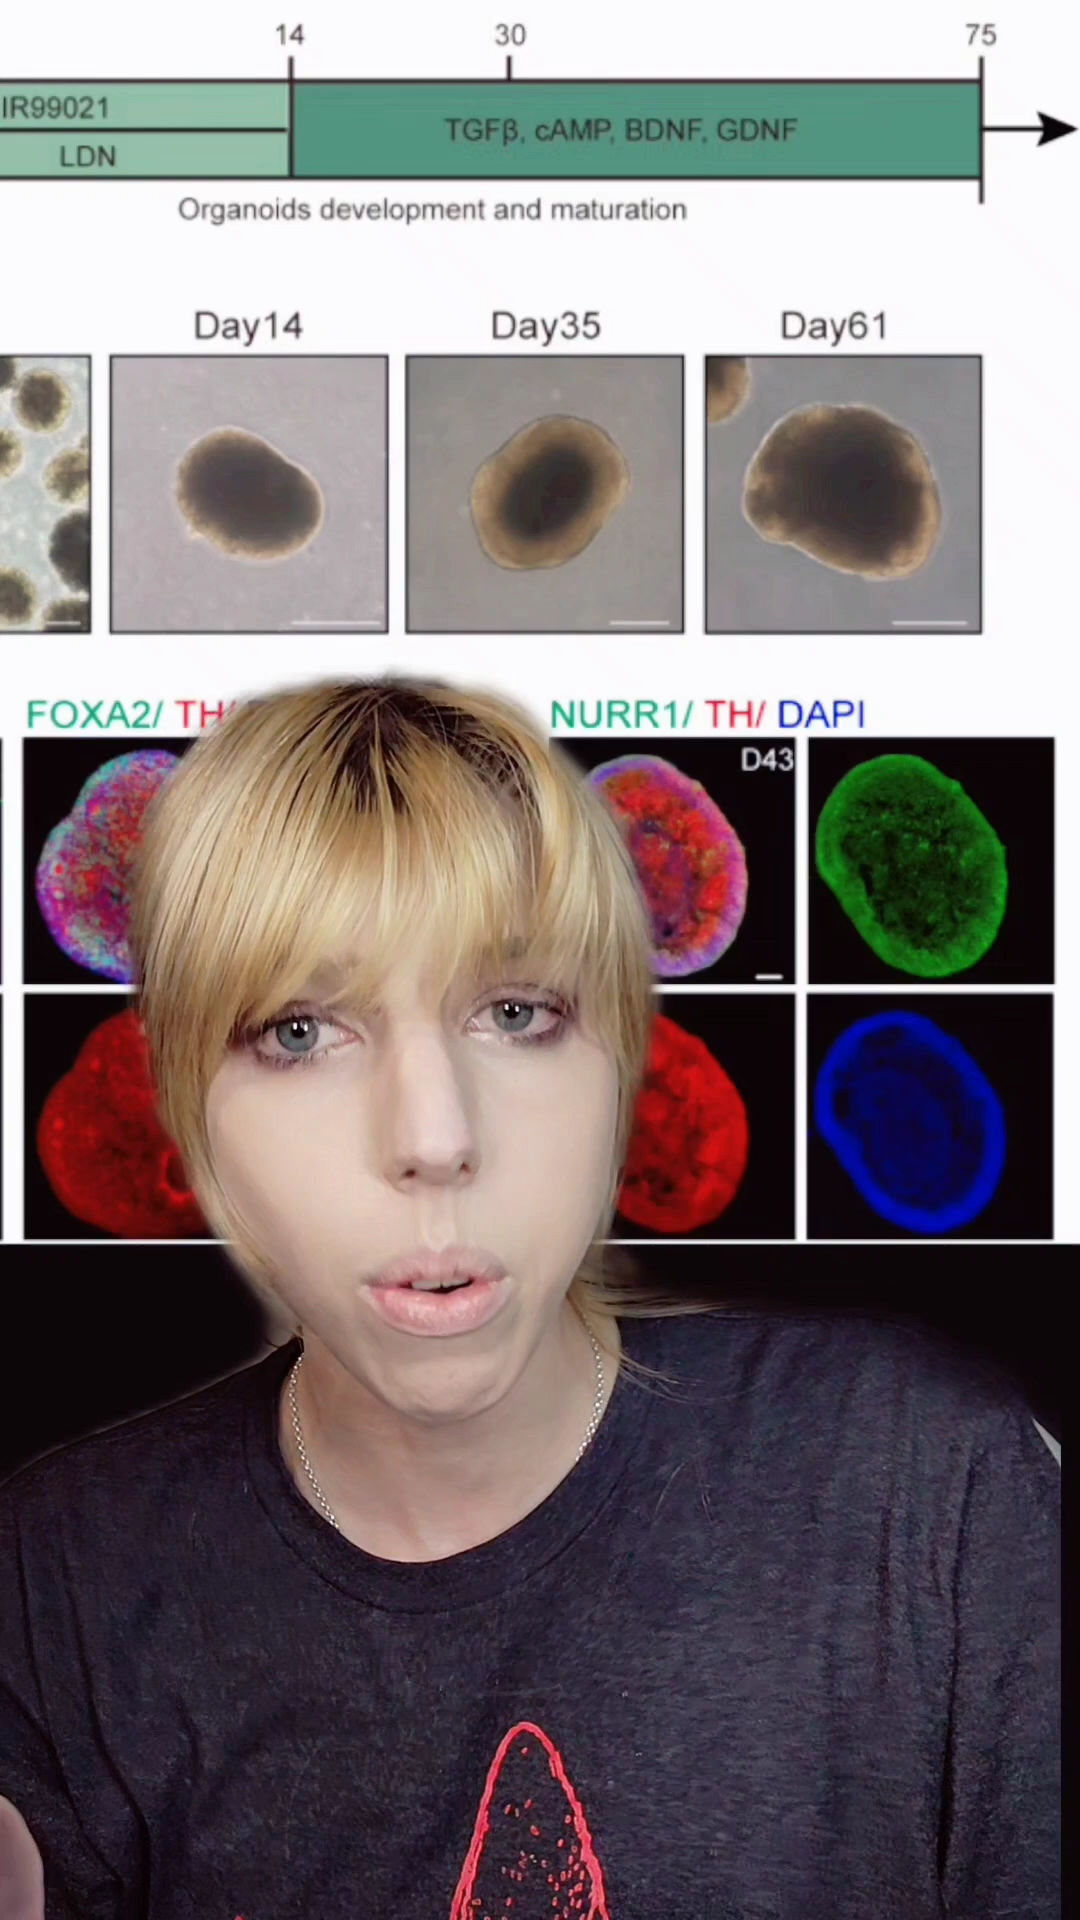 14 30 75
IR99021
TGFβ, cAMP, BDNF, GDNF
LDN
Organoids development and maturation
Day14 Day35 Day61
FOXA2/ TH/ NURR1/ TH/ DAPI
D43